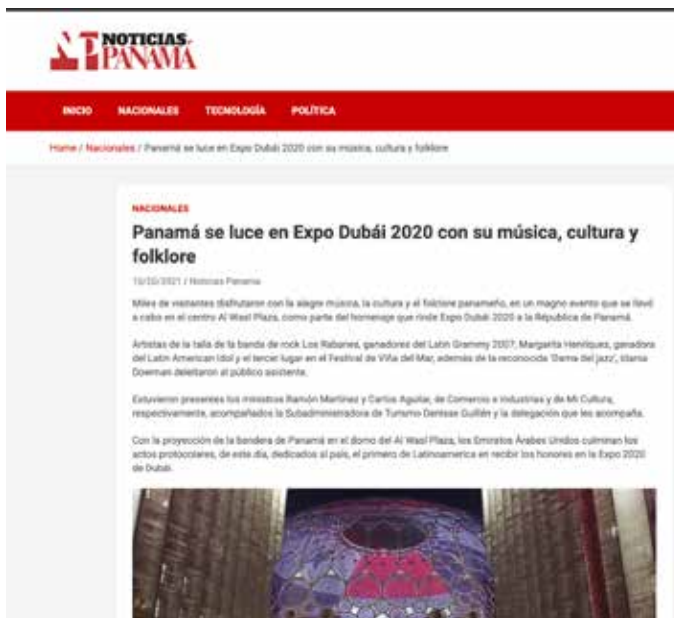 NOTICIAS
PANAMÁ
INICIO NACIONALES TECNOLOGÍA POLÍTICA
Home / Nacionales / Panamá se luce en Expo Dubái 2020 con su música, cultura y folklore
NACIONALES
Panamá se luce en Expo Dubái 2020 con su música, cultura y
folklore
/ Noticias Panamá
Miles de visitantes disfrutaron con la alegre música, la cultura y el folclore panameño, en un magno evento que se llevó
a cabo en el centro Al Wasl Plaza, como parte del homenaje que rinde Expo Dubái 2020 a la República de Panamá.
Artistas de la talla de la banda de rock Los Rabanes, ganadores del Latin Grammy 2007; Margarita Henríquez, ganadora
del Latin American Idol y el tercer lugar en el Festival de Viña del Mar, además de la reconocida 'Dama del jazz', Idania
Dowman deleitaron al público asistente.
Estuvieron presentes los ministros Ramón Martínez y Carlos Aguilar, de Comercio e Industrias y de Mi Cultura,
respectivamente, acompañados la Subadministradora de Turismo Denisse Guillén y la delegación que les acompaña.
Con la proyección de la bandera de Panamá en el domo del Al Wasl Plaza, los Emiratos Árabes Unidos culminan los
actos protocolares, de este día, dedicados al país, el primero de Latinoamerica en recibir los honores en la Expo 2020
de Dubái.